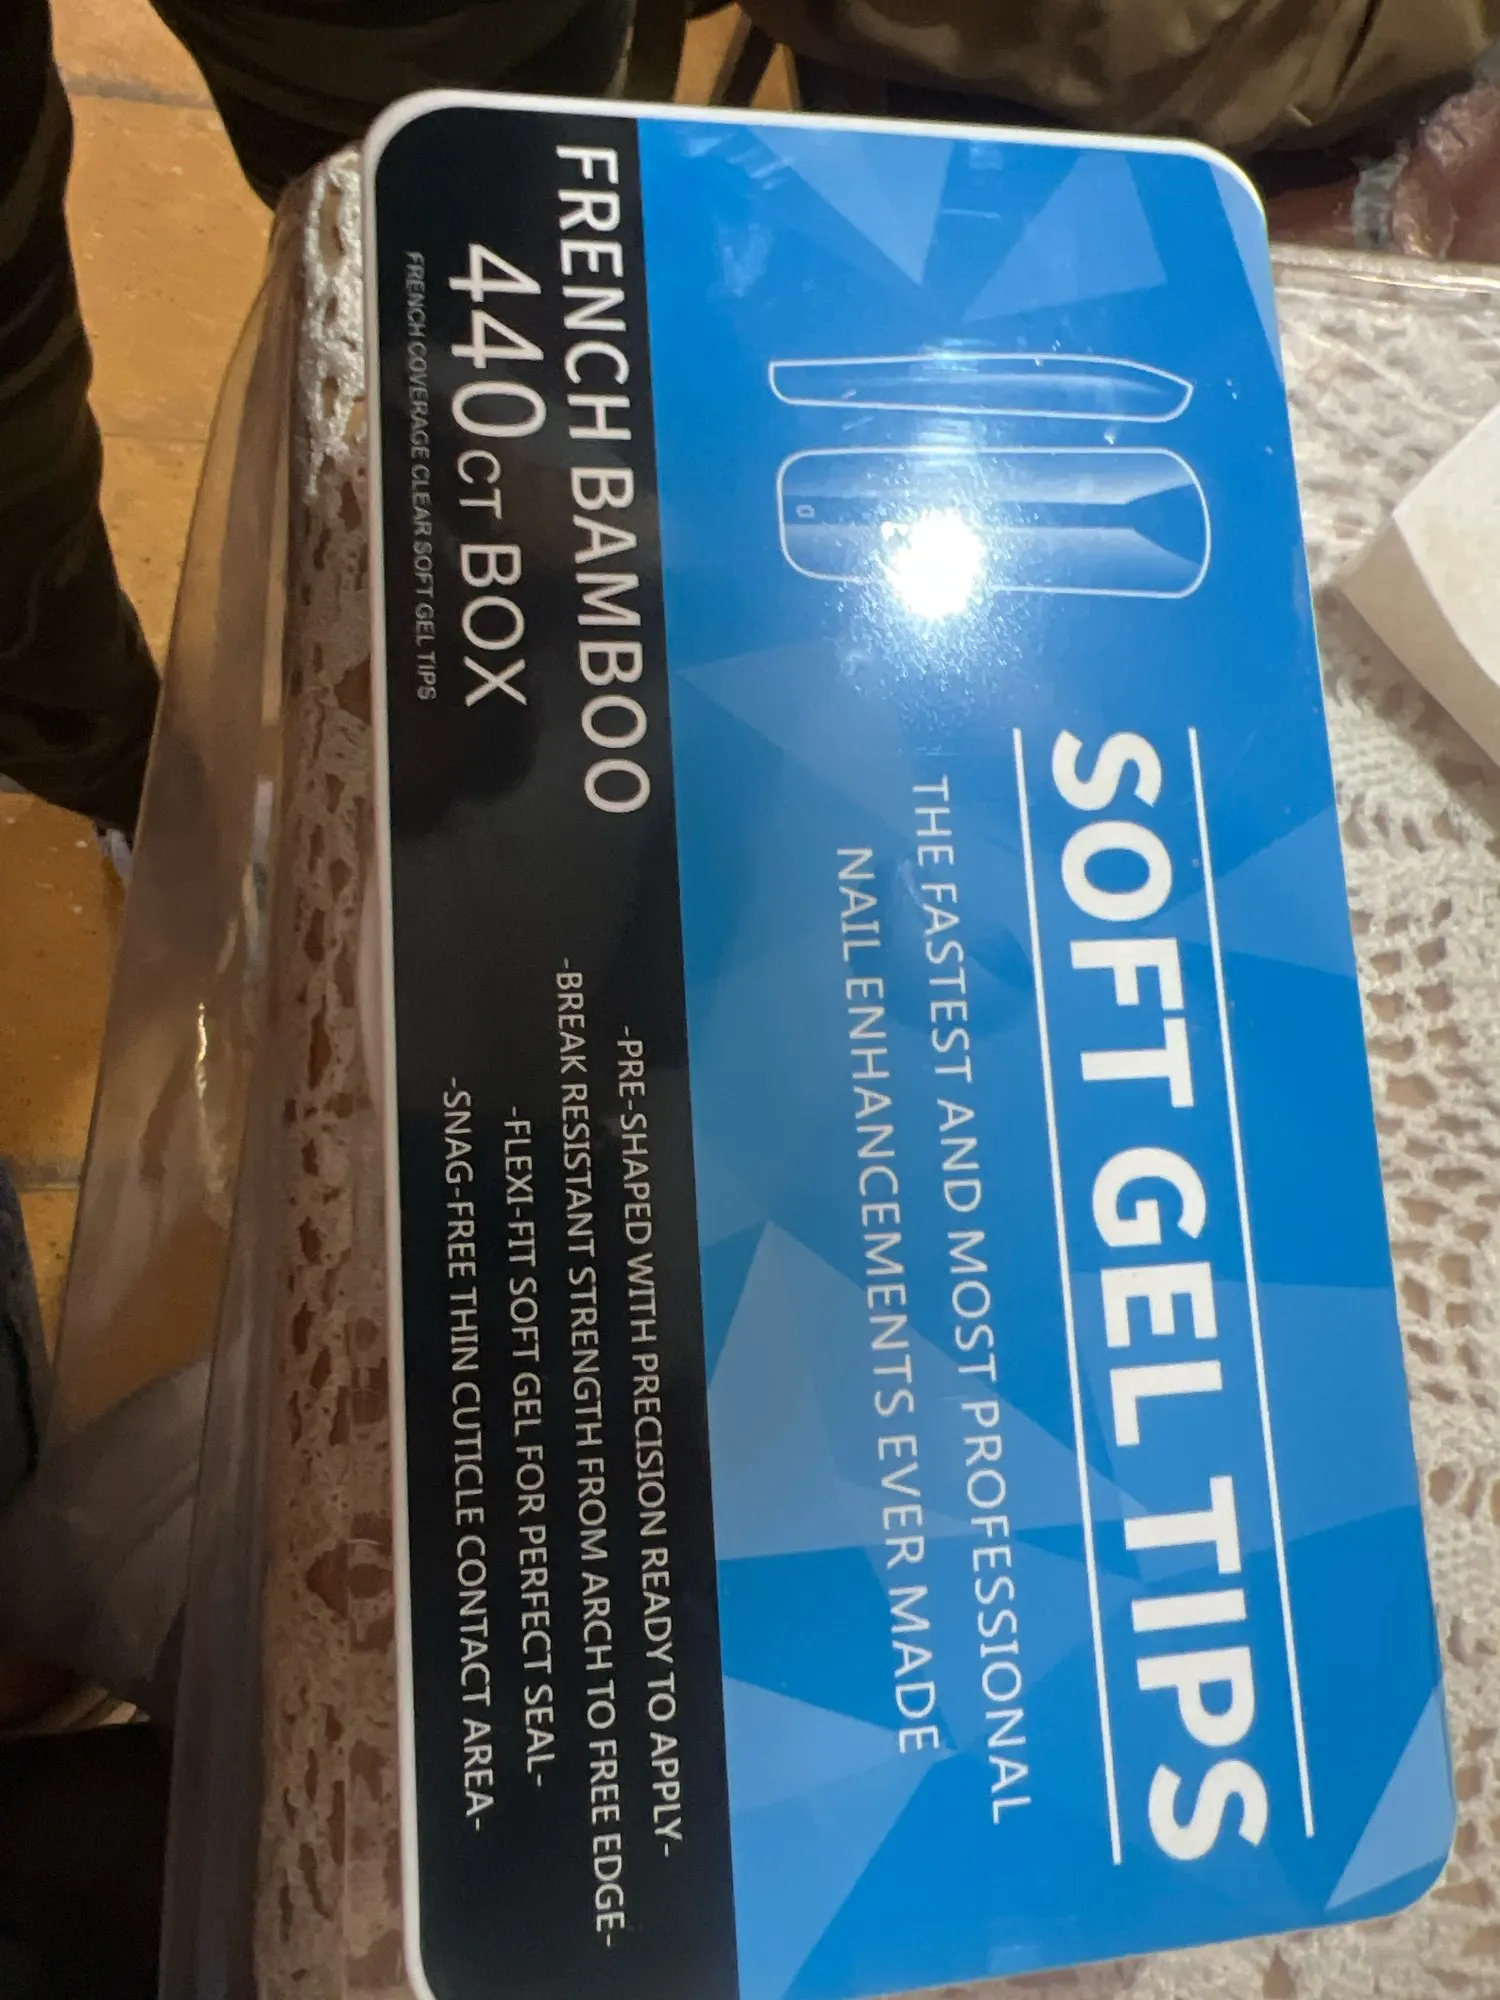 SOFT GEL TIPS
THE FASTEST AND MOST PROFESSIONAL
NAIL ENHANCEMENTS EVER MADE
0
FRENCH BAMBOO
440CT BOX
FRENCH COVERAGE CLEAR SOFT GEL TIPS
-PRE-SHAPED WITH PRECISION READY TO APPLY-
-BREAK RESISTANT STRENGTH FROM ARCH TO FREE EDGE-
-FLEXI-FIT SOFT GEL FOR PERFECT SEAL-
-SNAG-FREE THIN CUTICLE CONTACT AREA-